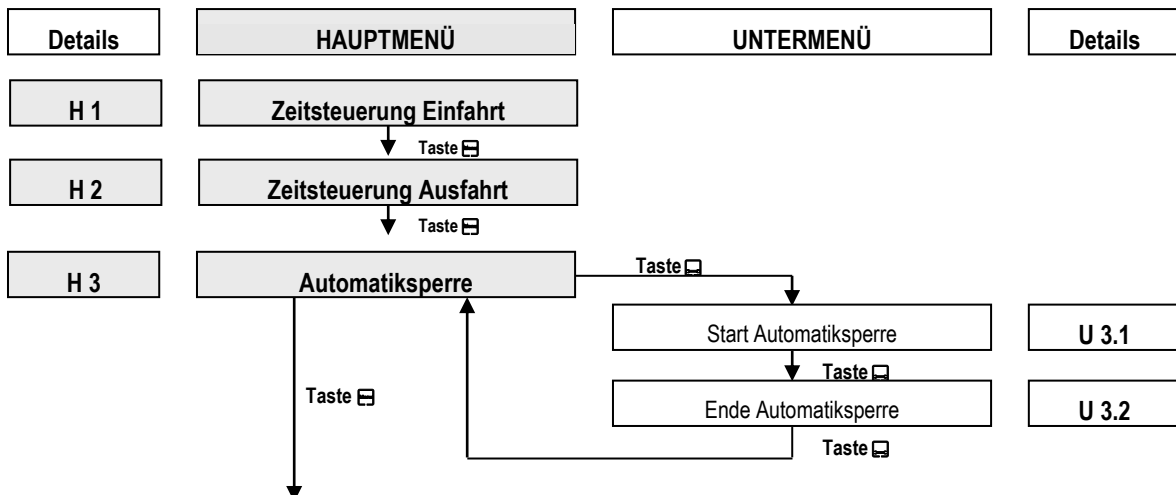 Details HAUPTMENÜ UNTERMENÜ Details
H 1 Zeitsteuerung Einfahrt
Taste
H 2 Zeitsteuerung Ausfahrt
Taste
H 3 Automatiksperre
Taste
Start Automatiksperre U 3.1
Taste
Taste
Ende Automatiksperre U 3.2
Taste